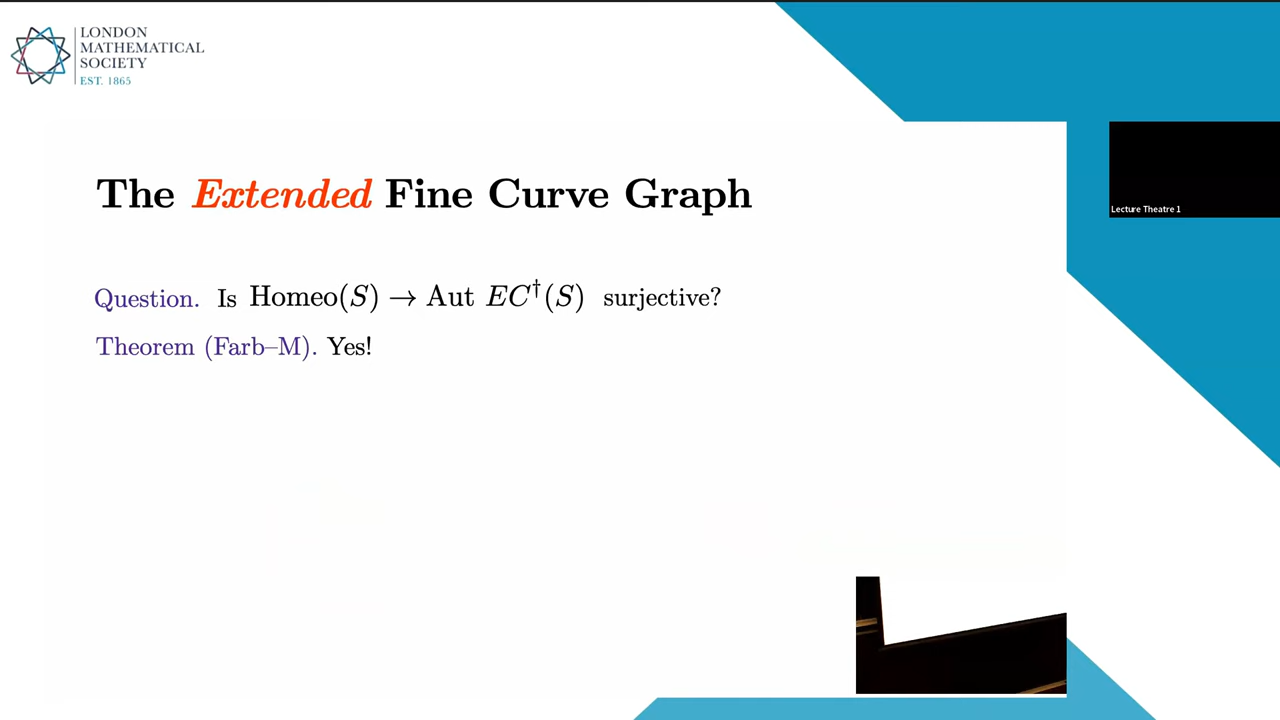 LONDON
MATHEMATICAL
SOCIETY
EST. 1865
The Extended Fine Curve Graph
Lecture Theatre 1
Question. Is Homeo(S) → Aut EC†(S) surjective?
Theorem (Farb–M). Yes!